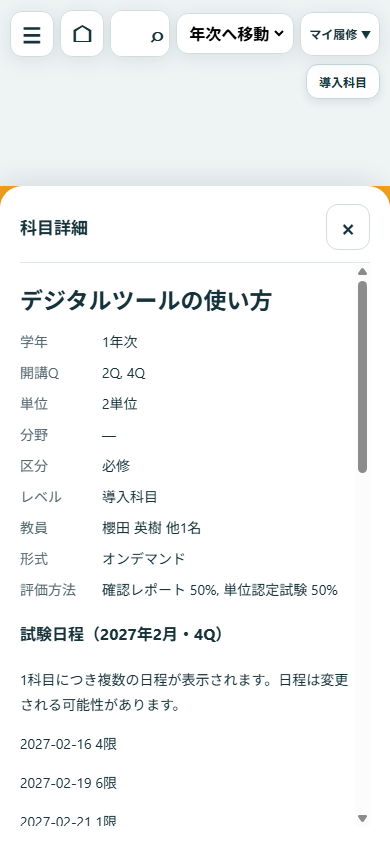 年次へ移動
マイ履修 ▼
導入科目
科目詳細
×
デジタルツールの使い方
学年 1年次
開講Q 2Q, 4Q
単位 2単位
分野 —
区分 必修
レベル 導入科目
教員 櫻田 英樹 他1名
形式 オンデマンド
評価方法 確認レポート 50%, 単位認定試験 50%
試験日程（2027年2月・4Q）
1科目につき複数の日程が表示されます。日程は変更
される可能性があります。
2027-02-16 4限
2027-02-19 6限
2027-02-21 1限